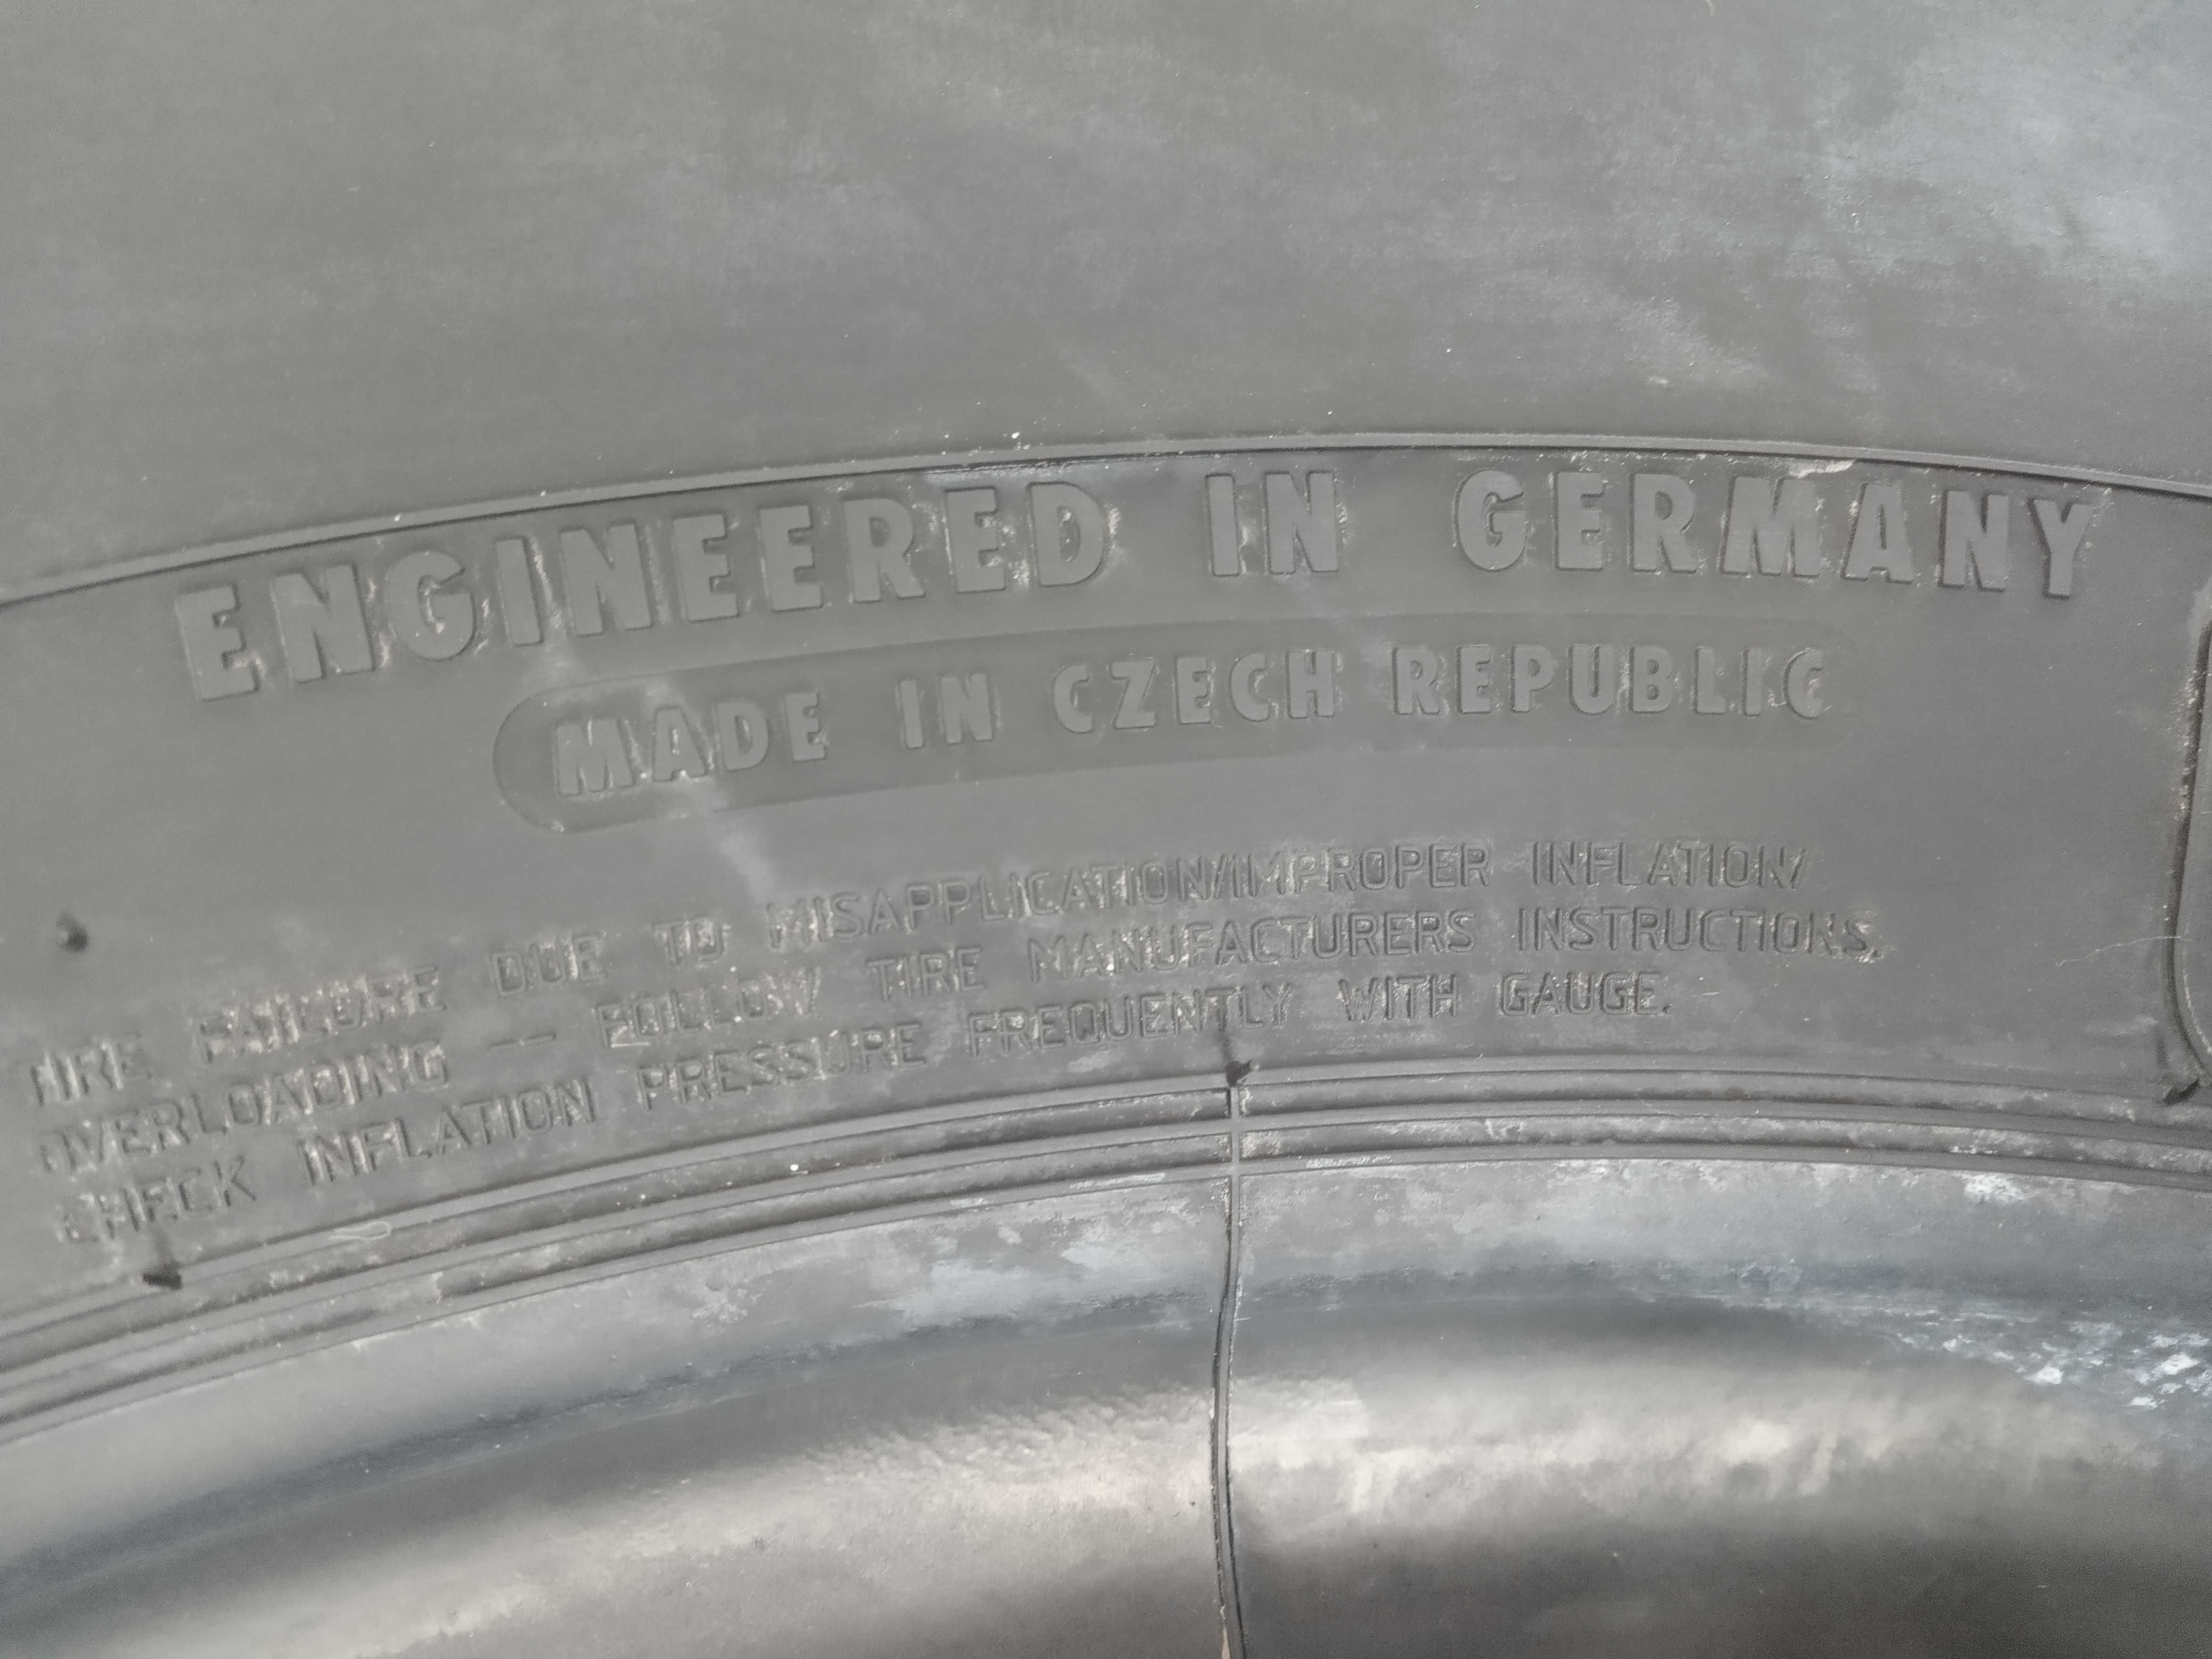 ENGINEERED IN GERMANY
MADE IN CZECH REPUBLIC
TIRE FAILURE DUE TO MISAPPLICATION/IMPROPER INFLATION/
OVERLOADING -- FOLLOW TIRE MANUFACTURERS INSTRUCTIONS.
CHECK INFLATION PRESSURE FREQUENTLY WITH GAUGE.